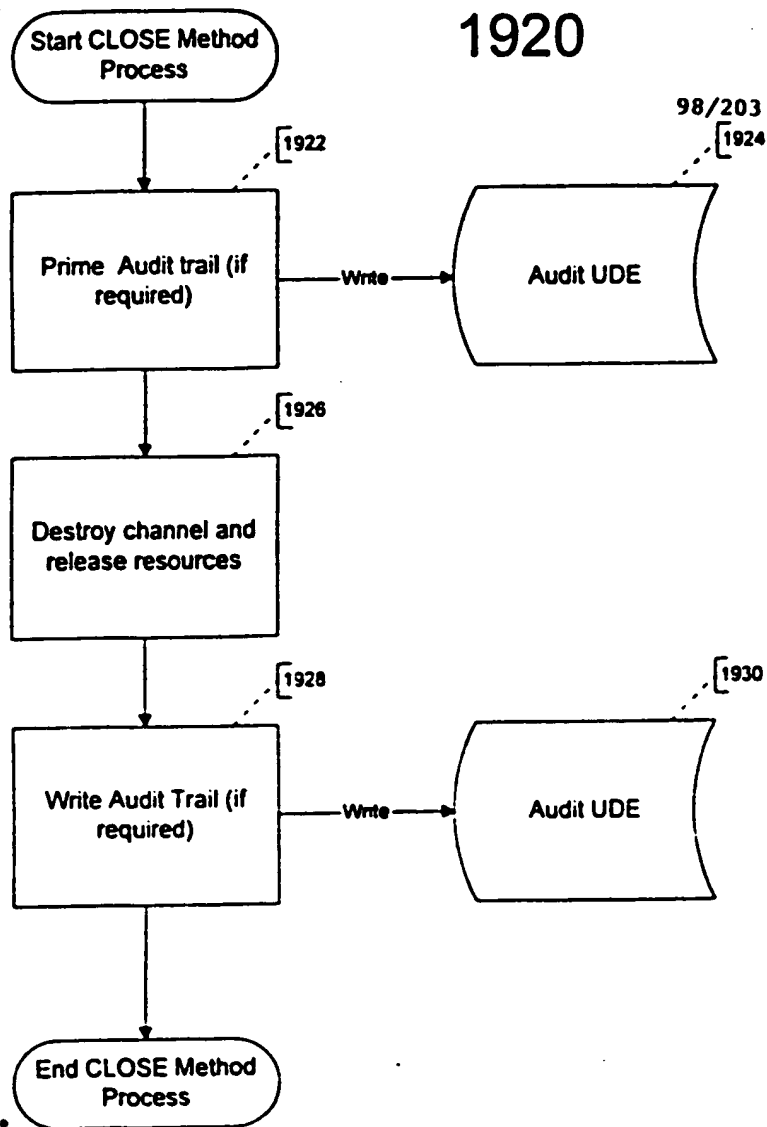 Start CLOSE Method
Process
1920
98/203
1922
1924
Prime Audit trail (if
required)
Write
Audit UDE
1926
Destroy channel and
release resources
1928
1930
Write Audit Trail (if
required)
Write
Audit UDE
End CLOSE Method
Process